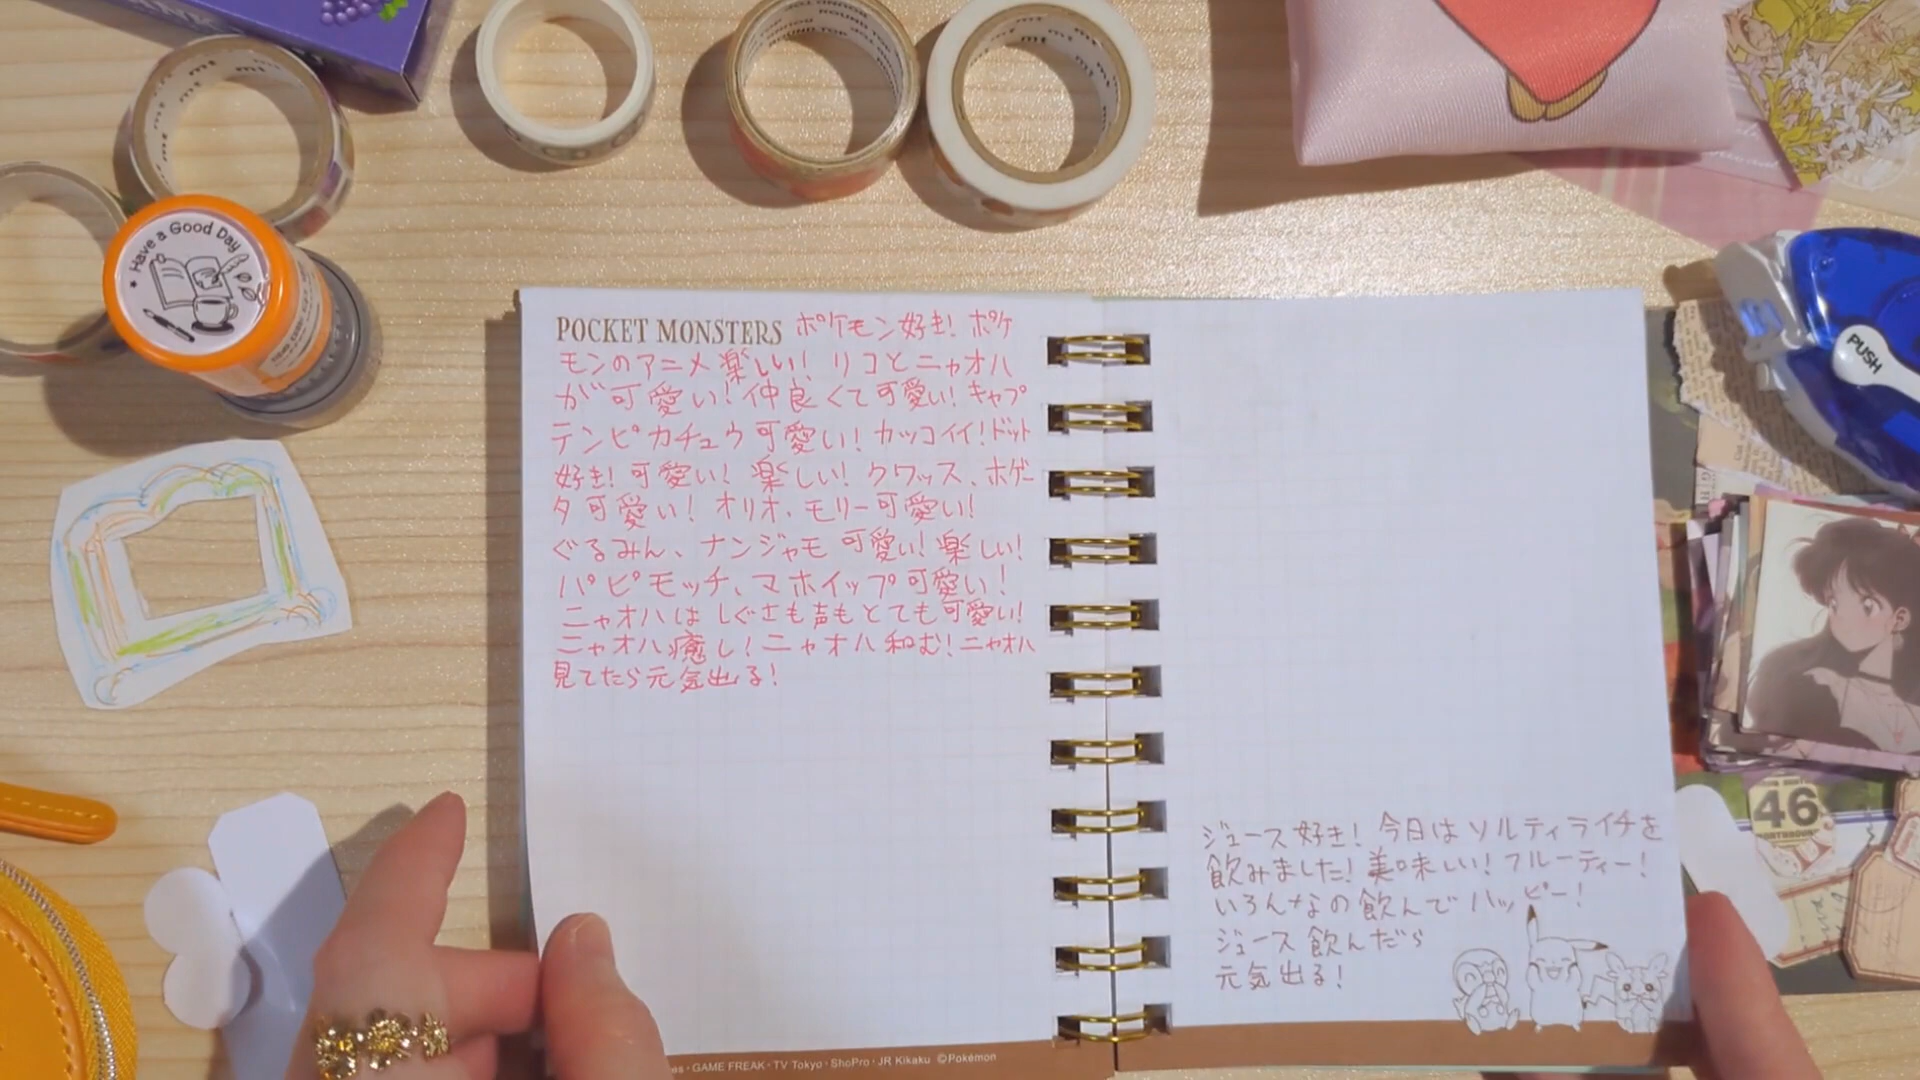 mt mt mt
ROUND TOP
mt mt mt
* Have a Good Day
PUSH
46
POCKET MONSTERS ポケモン好き! ポケ
モンのアニメ楽しい! リコとニャオハ
が可愛い! 仲良くて可愛い! キャプ
テンピカチュウ可愛い! カッコイイ! ドット
好き! 可愛い! 楽しい! クワッス、ホゲー
タ可愛い! オリオ、モリー可愛い!
ぐるみん、ナンジャモ可愛い! 楽しい!
パピモッチ、マホイップ可愛い!
ニャオハはしぐさも声もとても可愛い!
ニャオハ癒し! ニャオハ和む! ニャオハ
見てたら元気出る!
GAME FREAK・TV Tokyo・ShoPro・JR Kikaku ©Pokémon
ジュース好き! 今日はソルティライチを
飲みました! 美味しい! フルーティー!
いろんなの飲んでハッピー!
ジュース飲んだら
元気出る!